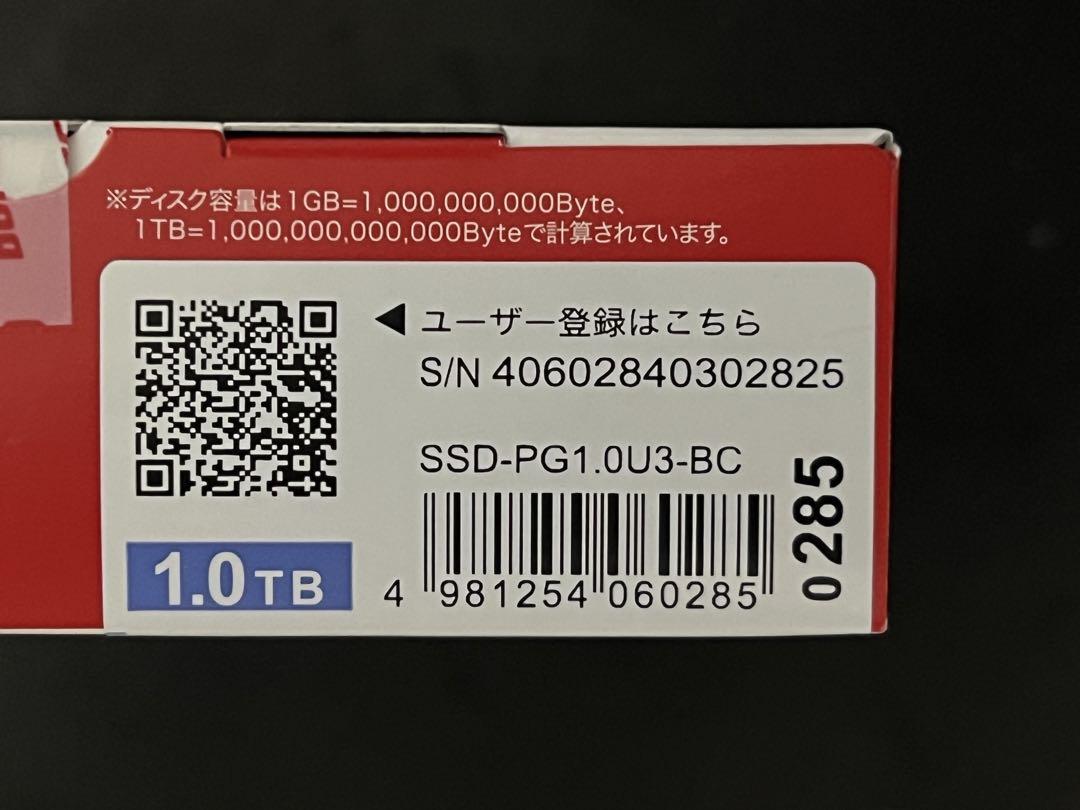 ※ディスク容量は1GB=1,000,000,000Byte、
1TB=1,000,000,000,000Byteで計算されています。
◀ユーザー登録はこちら
S/N 40602840302825
SSD-PG1.0U3-BC
1.0TB
4 981254 060285
0285